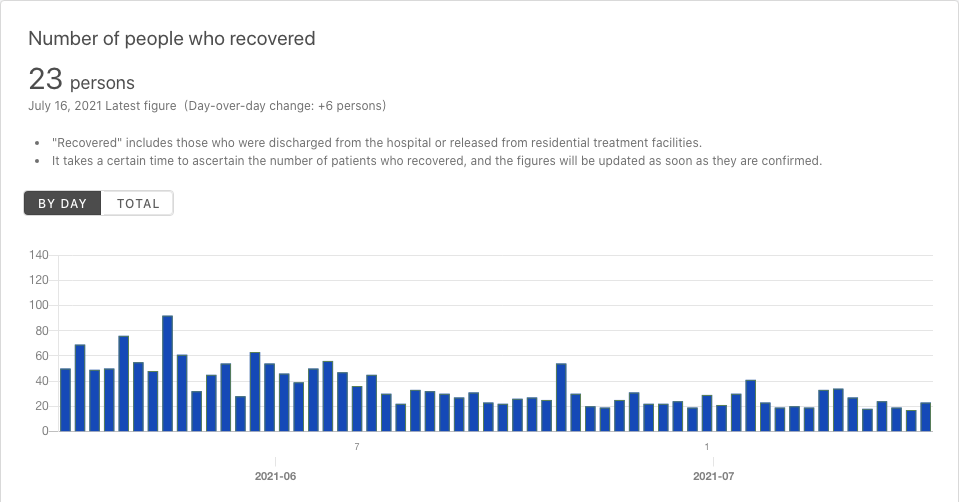 Number of people who recovered
23 persons
July 16, 2021 Latest figure (Day-over-day change: +6 persons)
• "Recovered" includes those who were discharged from the hospital or released from residential treatment facilities.
• It takes a certain time to ascertain the number of patients who recovered, and the figures will be updated as soon as they are confirmed.
BY DAY TOTAL
140
120
100
80
60
40
20
0
7 1
2021-06 2021-07